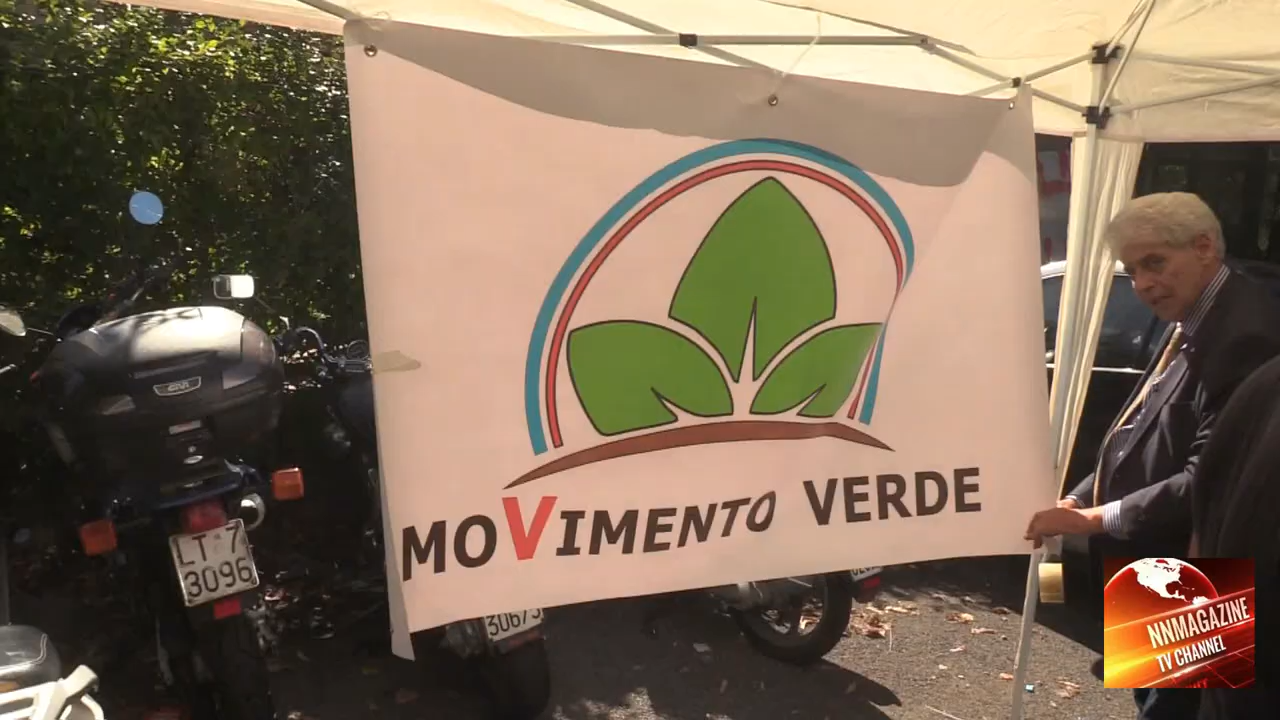 MOVIMENTO VERDE
GIVI
LT 7
3096
30675
NNMAGAZINE
TV CHANNEL